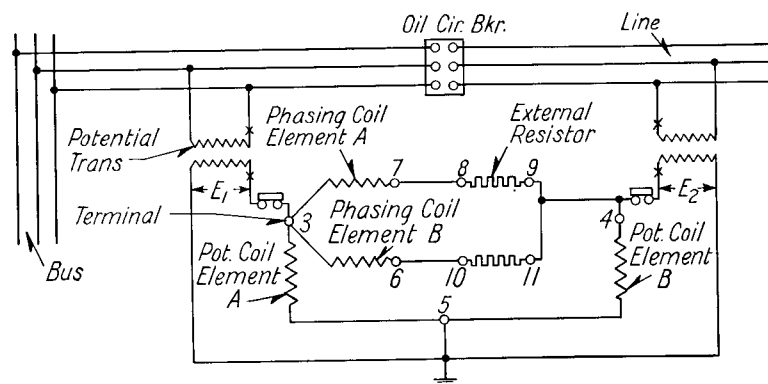 Oil Cir. Bkr.
Line
Phasing Coil
Element A
External
Resistor
Potential
Trans
7
8
9
E1
E2
Terminal
3
Phasing Coil
Element B
4
Pot. Coil
Element
A
6
10
11
Pot. Coil
Element
B
Bus
5